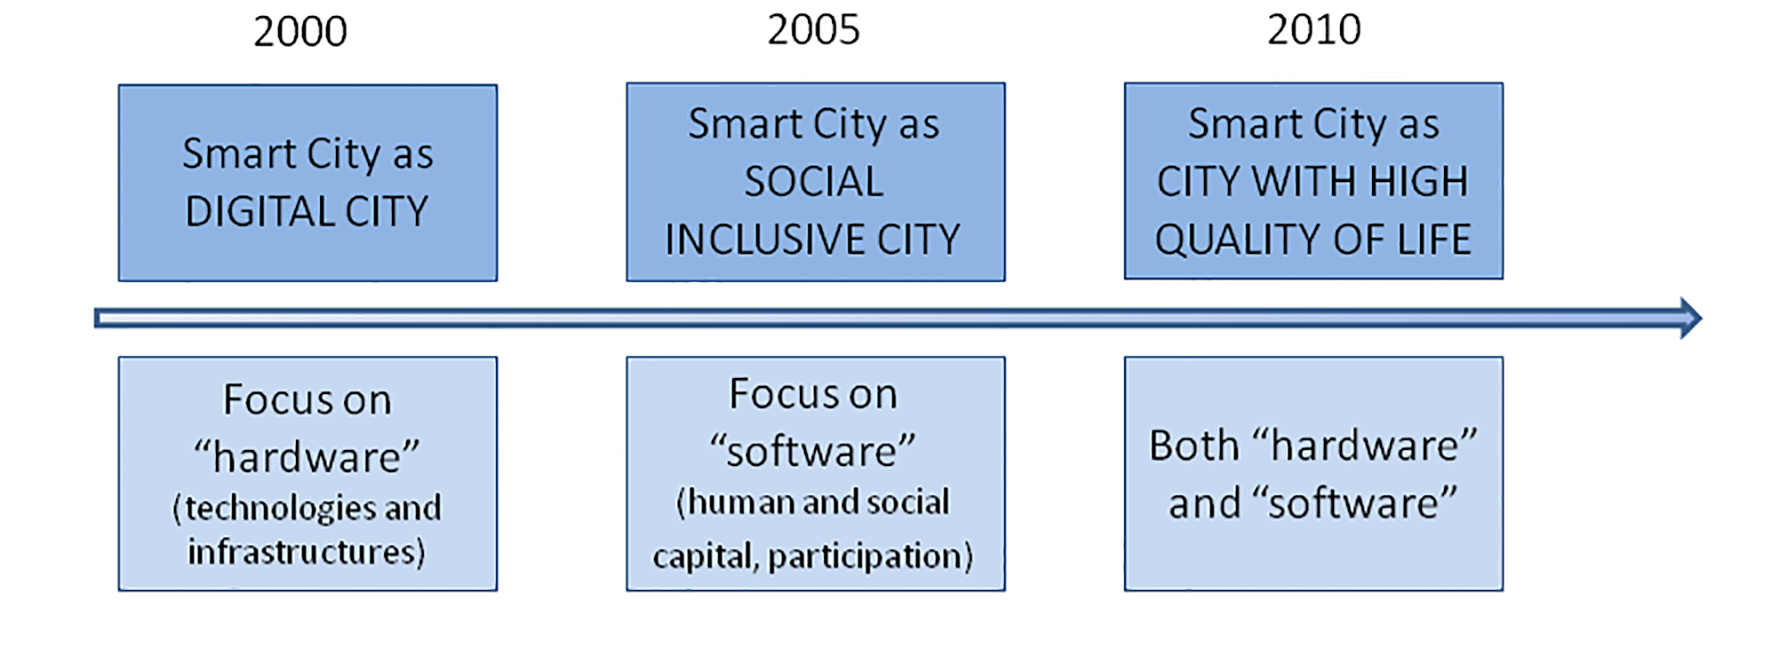 2000
2005
2010
Smart City as
DIGITAL CITY
Smart City as
SOCIAL
INCLUSIVE CITY
Smart City as
CITY WITH HIGH
QUALITY OF LIFE
Focus on
“hardware”
(technologies and
infrastructures)
Focus on
“software”
(human and social
capital, participation)
Both “hardware”
and “software”